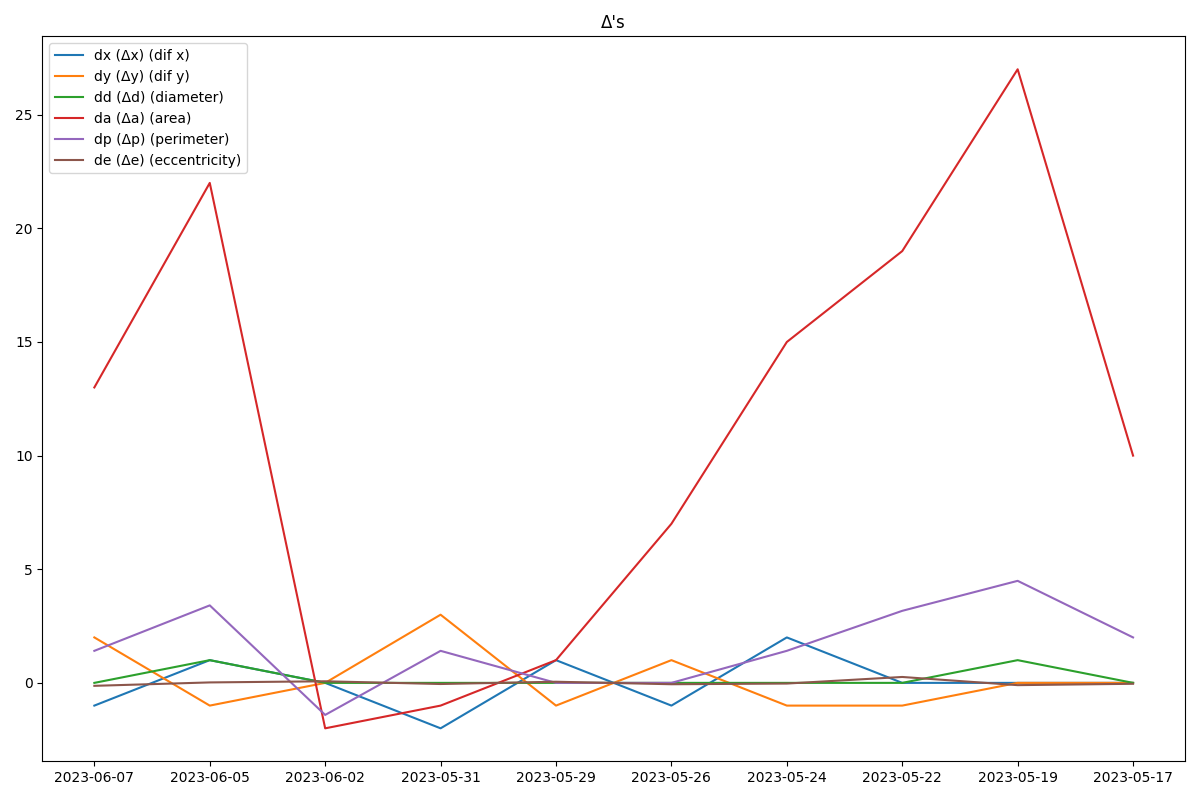 Δ's
dx (Δx) (dif x)
dy (Δy) (dif y)
dd (Δd) (diameter)
da (Δa) (area)
dp (Δp) (perimeter)
de (Δe) (eccentricity)
25
20
15
10
5
0
2023-06-07 2023-06-05 2023-06-02 2023-05-31 2023-05-29 2023-05-26 2023-05-24 2023-05-22 2023-05-19 2023-05-17